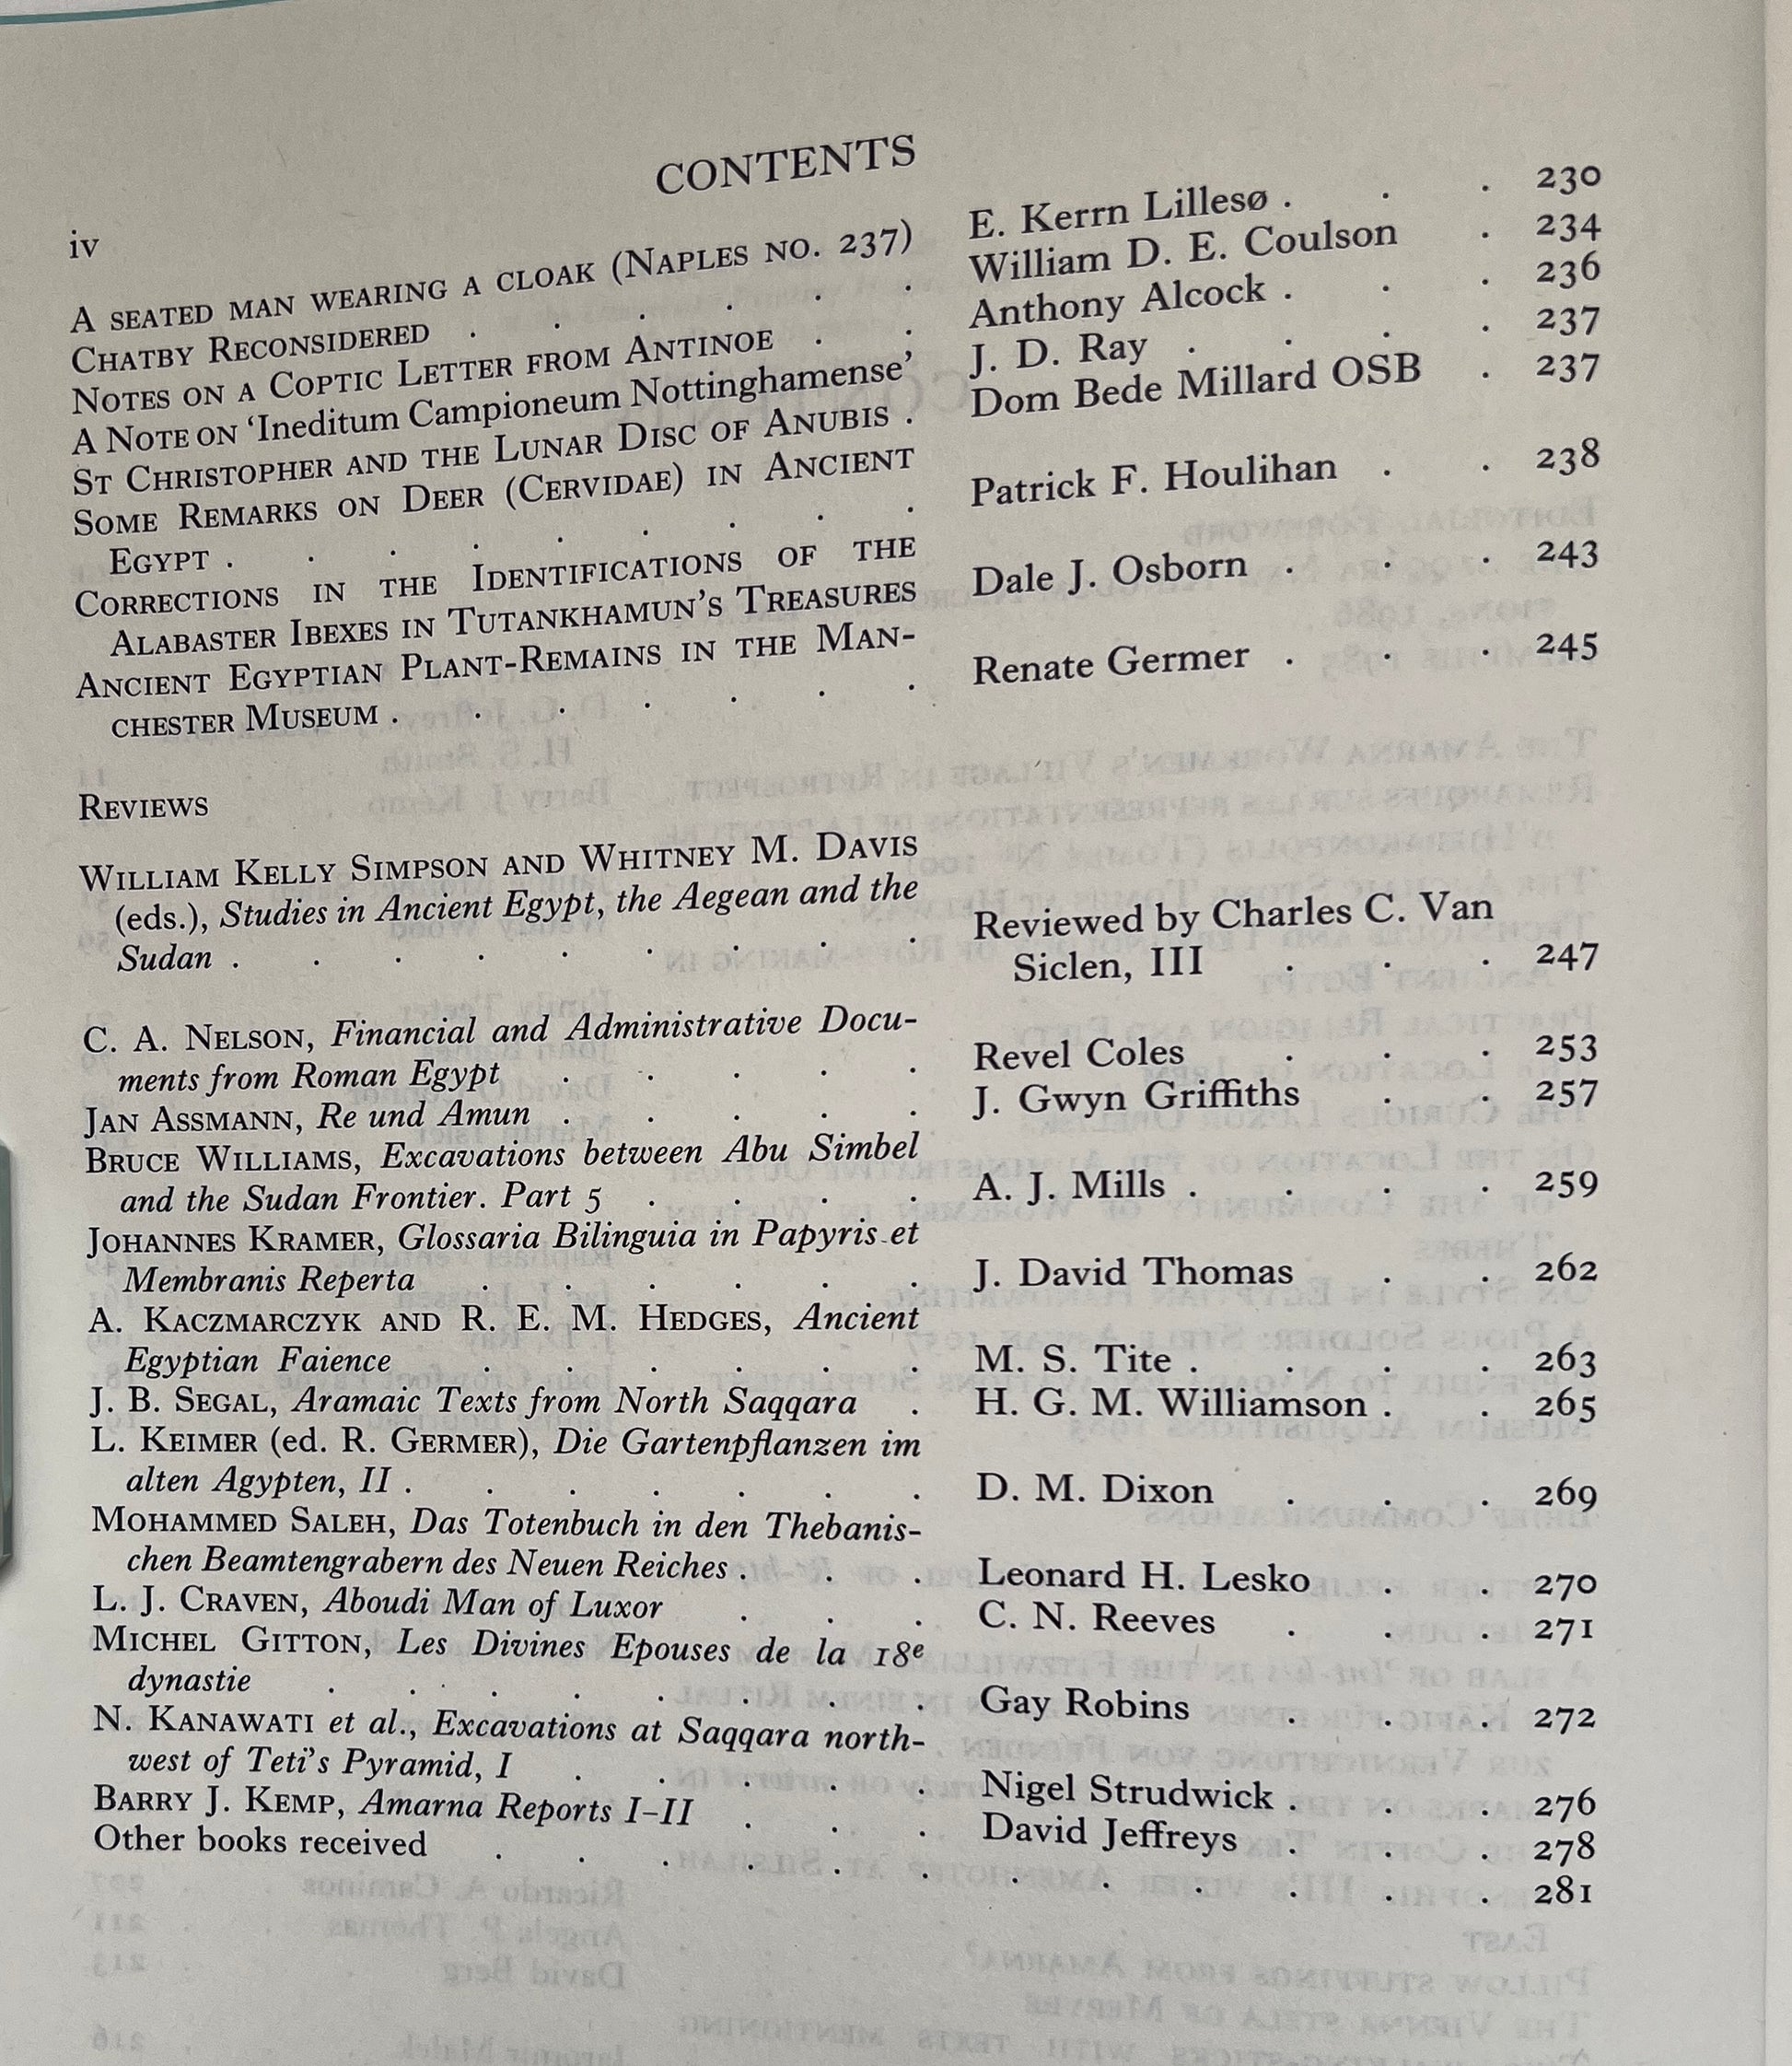 CONTENTS
iv
A SEATED MAN WEARING A CLOAK (NAPLES NO. 237) E. Kerrn Lillesø . . . 230
CHATBY RECONSIDERED . . . . . . William D. E. Coulson . 234
NOTES ON A COPTIC LETTER FROM ANTINOE . . Anthony Alcock . . . 236
A NOTE ON ‘Ineditum Campioneum Nottinghamense’ J. D. Ray . . . . 237
ST CHRISTOPHER AND THE LUNAR DISC OF ANUBIS . Dom Bede Millard OSB . 237
SOME REMARKS ON DEER (CERVIDAE) IN ANCIENT
EGYPT . . . . . . . . . Patrick F. Houlihan . . 238
CORRECTIONS IN THE IDENTIFICATIONS OF THE
ALABASTER IBEXES IN TUTANKHAMUN’S TREASURES Dale J. Osborn . . . 243
ANCIENT EGYPTIAN PLANT-REMAINS IN THE MAN-
CHESTER MUSEUM . . . . . . . Renate Germer . . . 245
REVIEWS
WILLIAM KELLY SIMPSON AND WHITNEY M. DAVIS
(eds.), Studies in Ancient Egypt, the Aegean and the Reviewed by Charles C. Van
Sudan . . . . . . . . . Siclen, III . . . 247
C. A. NELSON, Financial and Administrative Docu-
ments from Roman Egypt . . . . . Revel Coles . . . 253
JAN ASSMANN, Re und Amun . . . . . J. Gwyn Griffiths . . 257
BRUCE WILLIAMS, Excavations between Abu Simbel
and the Sudan Frontier. Part 5 . . . . A. J. Mills . . . . 259
JOHANNES KRAMER, Glossaria Bilinguia in Papyris et
Membranis Reperta . . . . . . J. David Thomas . . 262
A. KACZMARCZYK AND R. E. M. HEDGES, Ancient
Egyptian Faience . . . . . . M. S. Tite . . . . 263
J. B. SEGAL, Aramaic Texts from North Saqqara . H. G. M. Williamson . . 265
L. KEIMER (ed. R. GERMER), Die Gartenpflanzen im
alten Agypten, II . . . . . . . D. M. Dixon . . . 269
MOHAMMED SALEH, Das Totenbuch in den Thebanis-
chen Beamtengrabern des Neuen Reiches . . . Leonard H. Lesko . . 270
L. J. CRAVEN, Aboudi Man of Luxor . . . C. N. Reeves . . . 271
MICHEL GITTON, Les Divines Epouses de la 18e
dynastie . . . . . . . . Gay Robins . . . 272
N. KANAWATI et al., Excavations at Saqqara north-
west of Teti’s Pyramid, I . . . . . Nigel Strudwick . . . 276
BARRY J. KEMP, Amarna Reports I–II . . . David Jeffreys . . . 278
Other books received . . . . . . . . . . . . . 281